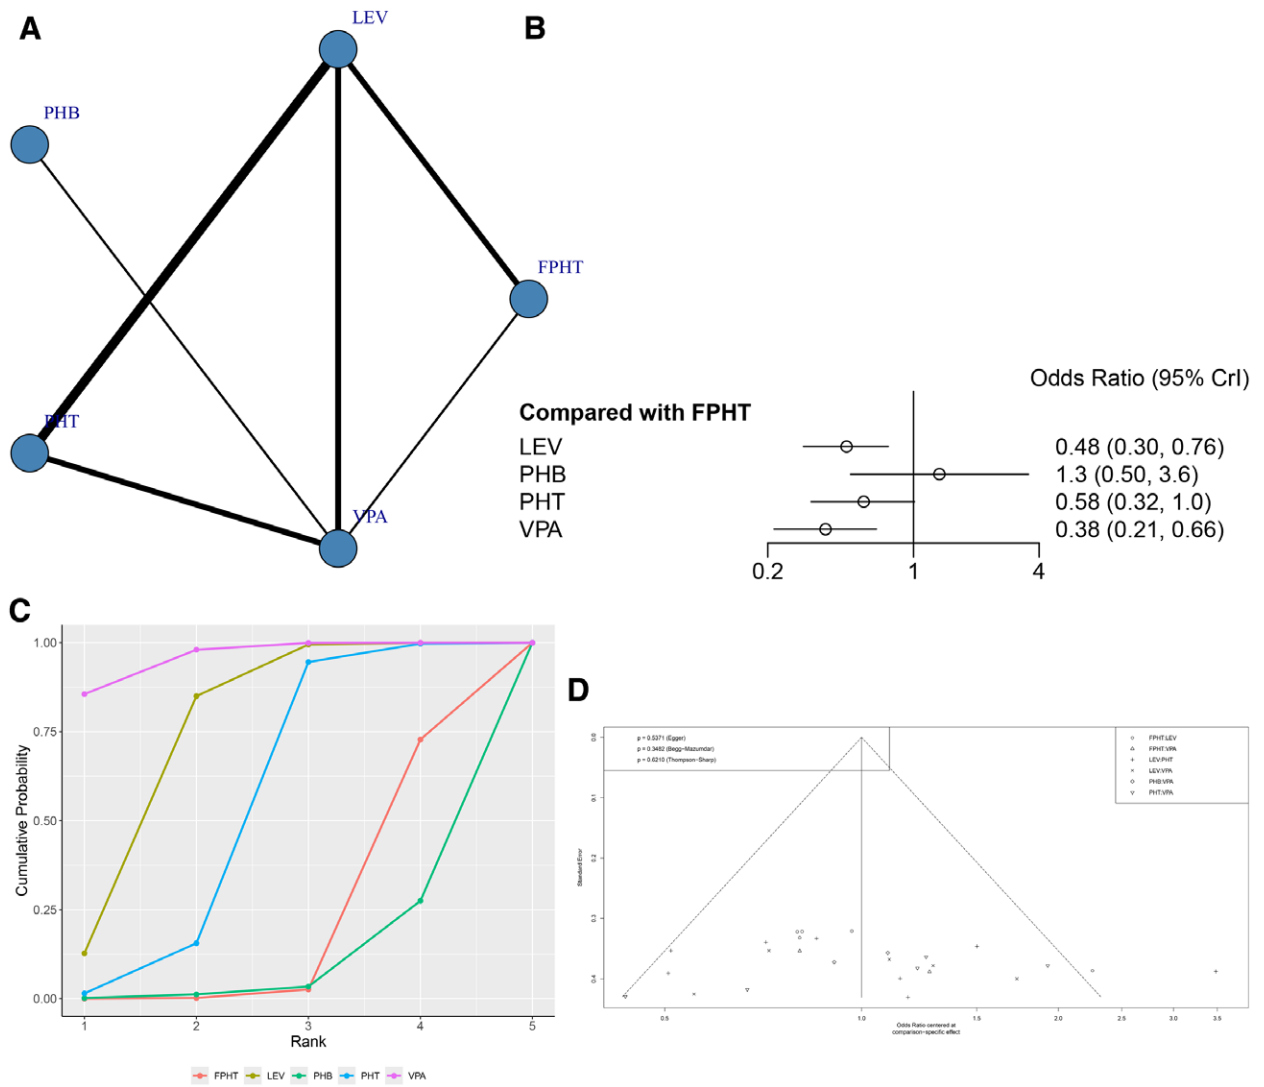 A
LEV
PHB
FPHT
PHT
VPA
B
Odds Ratio (95% CrI)
Compared with FPHT
LEV 0.48 (0.30, 0.76)
PHB 1.3 (0.50, 3.6)
PHT 0.58 (0.32, 1.0)
VPA 0.38 (0.21, 0.66)
0.2 1 4
C
Cumulative Probability
1.00
0.75
0.50
0.25
0.00
1 2 3 4 5
Rank
FPHT LEV PHB PHT VPA
D
p = 0.5371 (Egger)
p = 0.3482 (Begg-Mazumdar)
p = 0.6210 (Thompson-Sharp)
FPHT:LEV
FPHT:VPA
LEV:PHT
LEV:VPA
PHB:VPA
PHT:VPA
Standard Error
0.0
0.1
0.2
0.3
0.4
0.5 1.0 1.5 2.0 2.5 3.0 3.5
Odds Ratio centered at
comparison-specific effect